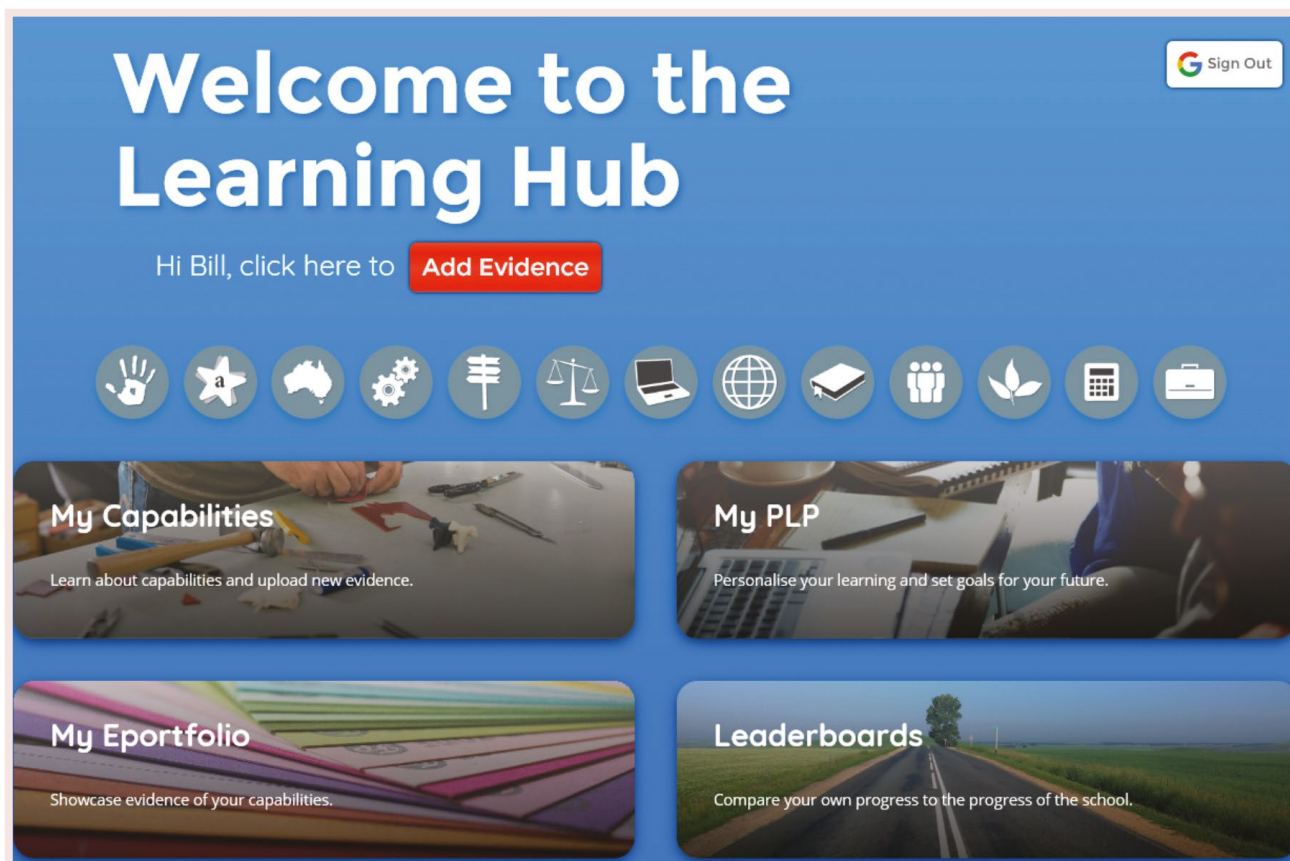 Welcome to the
Learning Hub
Sign Out
Hi Bill, click here to Add Evidence
a
My Capabilities
Learn about capabilities and upload new evidence.
My PLP
Personalise your learning and set goals for your future.
My Eportfolio
Showcase evidence of your capabilities.
Leaderboards
Compare your own progress to the progress of the school.